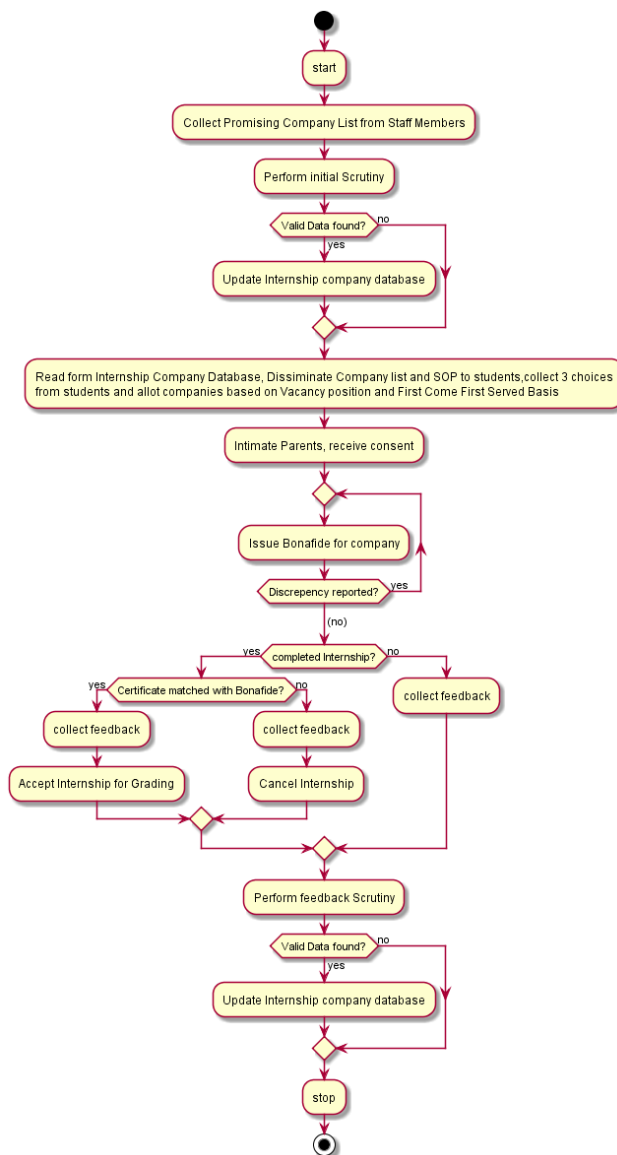 start
Collect Promising Company List from Staff Members
Perform initial Scrutiny
Valid Data found?
no
yes
Update Internship company database
Read form Internship Company Database, Dissiminate Company list and SOP to students,collect 3 choices
from students and allot companies based on Vacancy position and First Come First Served Basis
Intimate Parents, receive consent
Issue Bonafide for company
Discrepency reported?
yes
(no)
yes
completed Internship?
no
yes
Certificate matched with Bonafide?
no
collect feedback
collect feedback
collect feedback
Accept Internship for Grading
Cancel Internship
Perform feedback Scrutiny
Valid Data found?
no
yes
Update Internship company database
stop